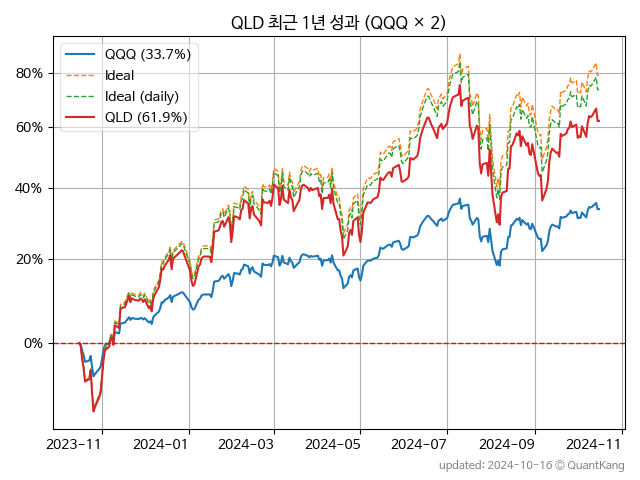 QLD 최근 1년 성과 (QQQ × 2)
QQQ (33.7%)
Ideal
Ideal (daily)
QLD (61.9%)
80%
60%
40%
20%
0%
2023-11 2024-01 2024-03 2024-05 2024-07 2024-09 2024-11
updated: 2024-10-16 © QuantKang